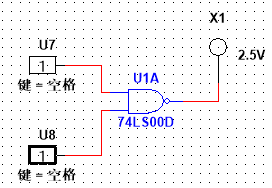 X1
U7
2.5V
1
U1A
键 = 空格
74LS00D
U8
1
键 = 空格